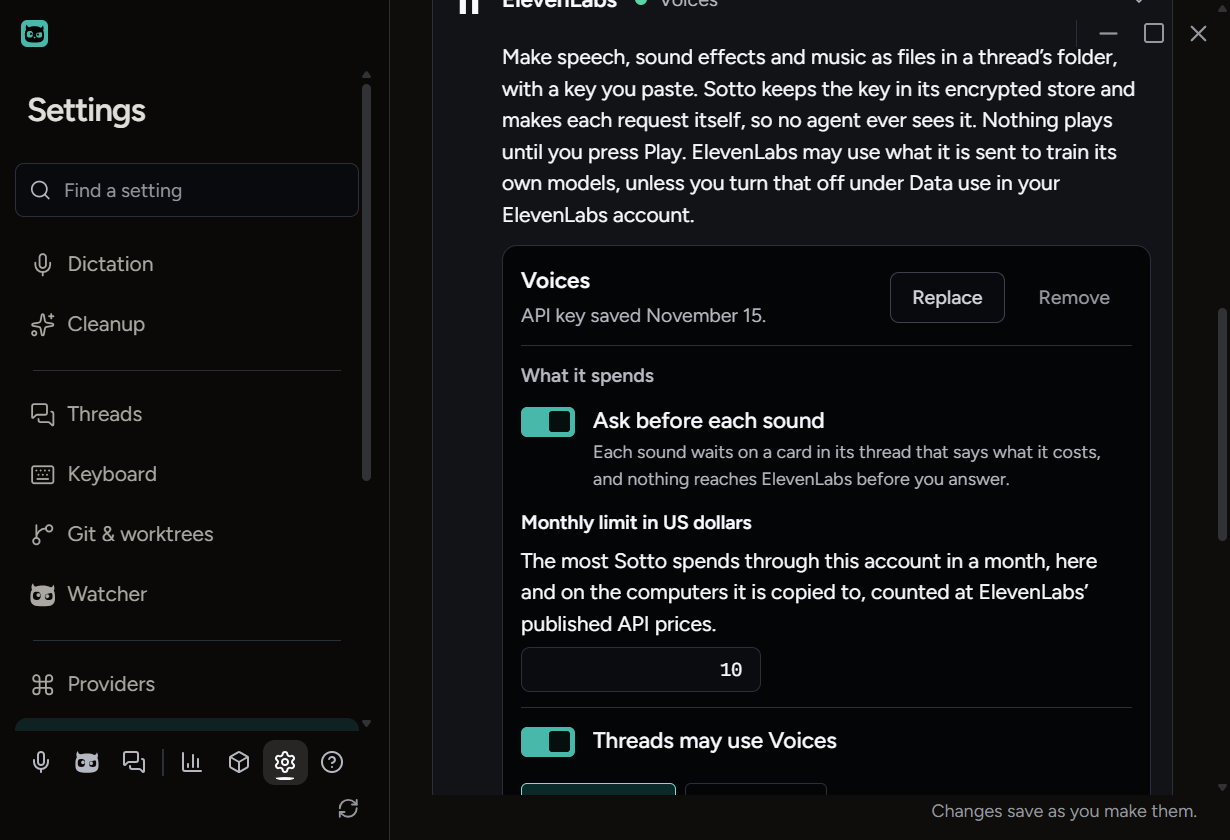 Settings
Find a setting
Dictation
Cleanup
Threads
Keyboard
Git & worktrees
Watcher
Providers
ElevenLabs Voices
Make speech, sound effects and music as files in a thread’s folder,
with a key you paste. Sotto keeps the key in its encrypted store and
makes each request itself, so no agent ever sees it. Nothing plays
until you press Play. ElevenLabs may use what it is sent to train its
own models, unless you turn that off under Data use in your
ElevenLabs account.
Voices
API key saved November 15.
Replace
Remove
What it spends
Ask before each sound
Each sound waits on a card in its thread that says what it costs,
and nothing reaches ElevenLabs before you answer.
Monthly limit in US dollars
The most Sotto spends through this account in a month, here
and on the computers it is copied to, counted at ElevenLabs’
published API prices.
10
Threads may use Voices
Changes save as you make them.